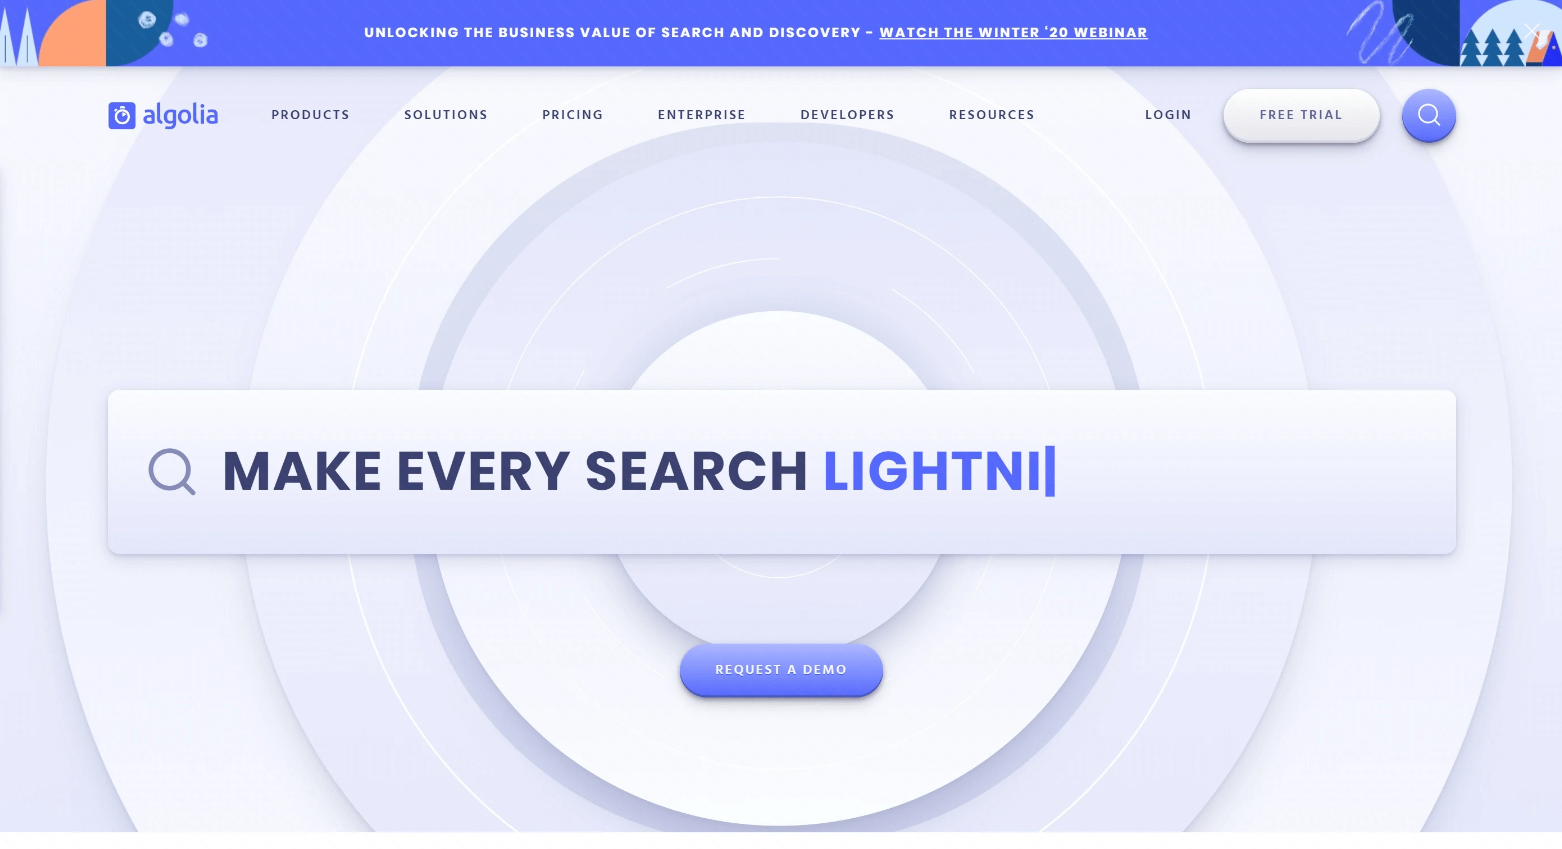 UNLOCKING THE BUSINESS VALUE OF SEARCH AND DISCOVERY - WATCH THE WINTER '20 WEBINAR
algolia
PRODUCTS SOLUTIONS PRICING ENTERPRISE DEVELOPERS RESOURCES LOGIN FREE TRIAL
MAKE EVERY SEARCH LIGHTNI
REQUEST A DEMO